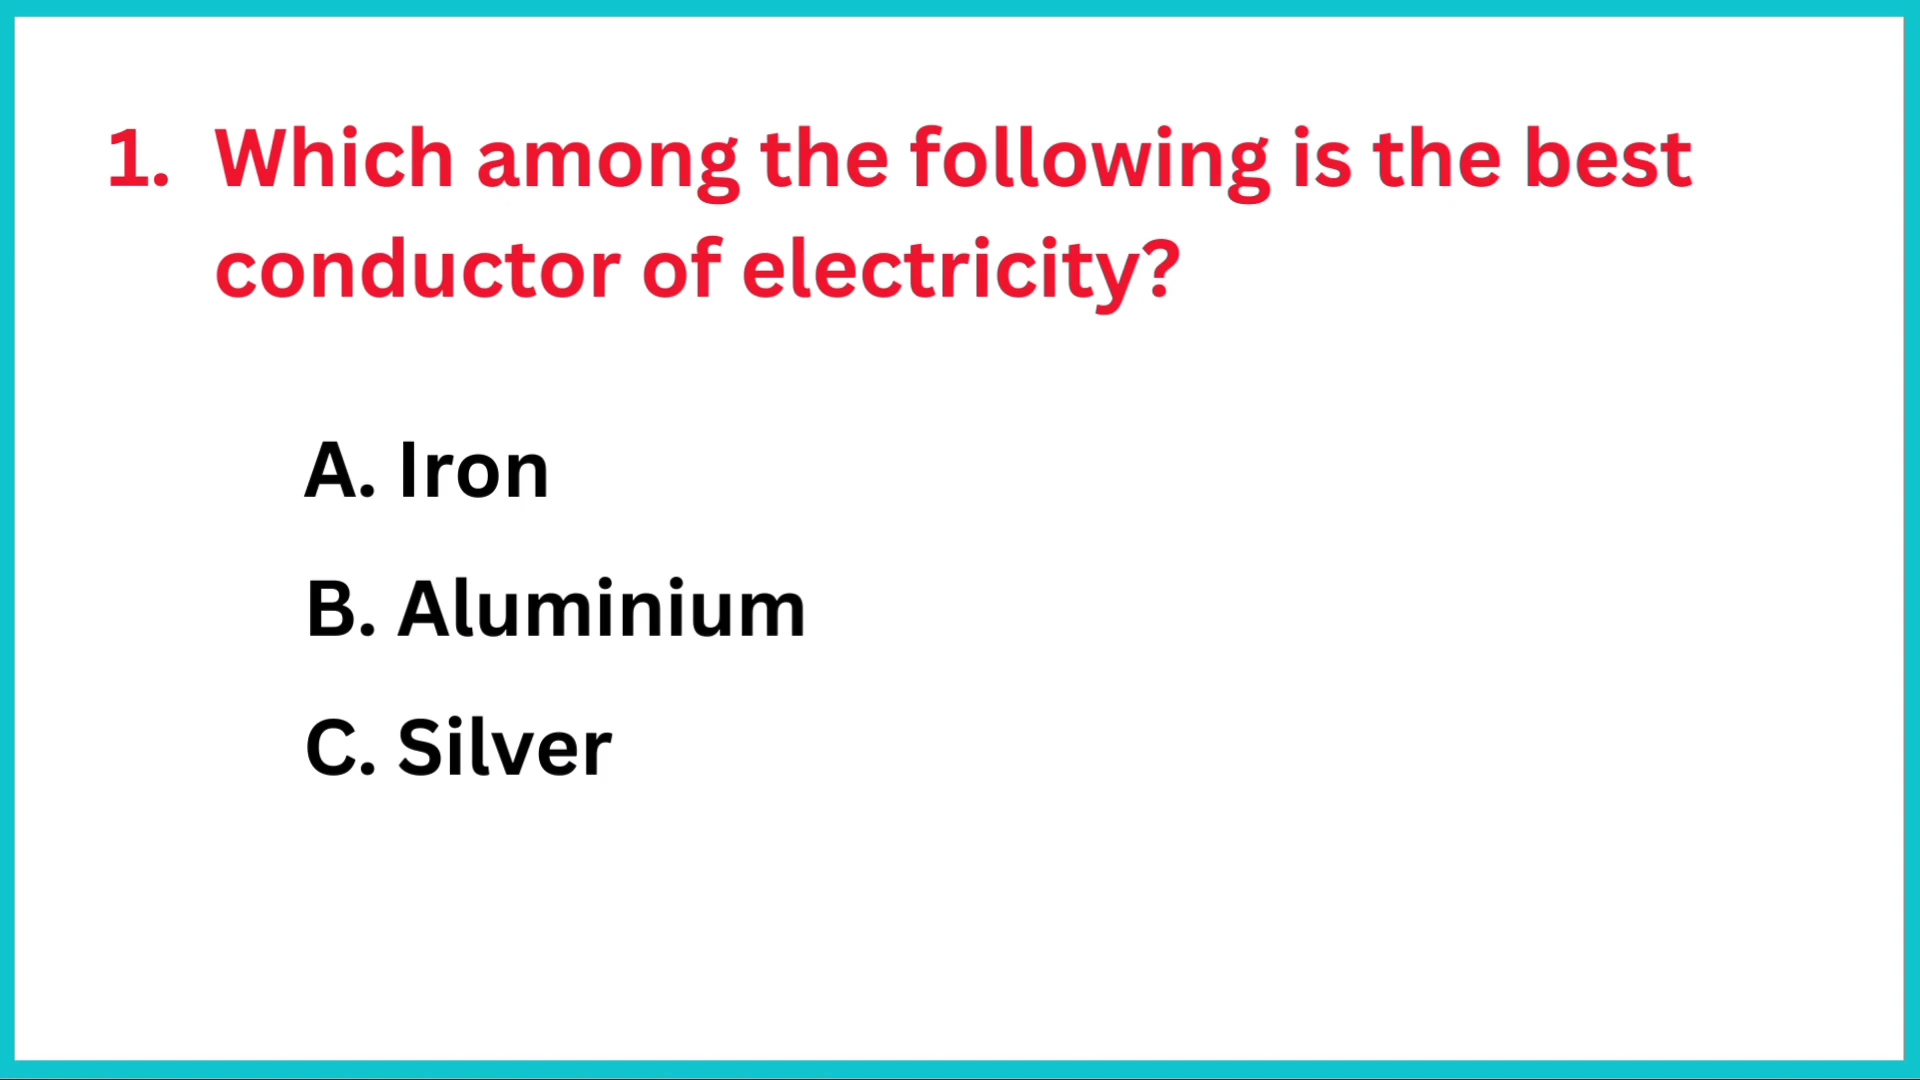 1. Which among the following is the best
conductor of electricity?
A. Iron
B. Aluminium
C. Silver